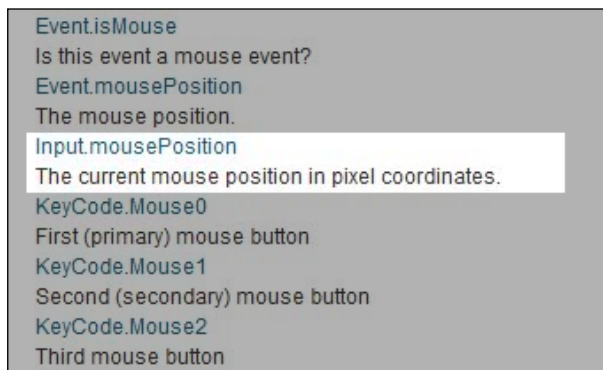 Event.isMouse
Is this event a mouse event?
Event.mousePosition
The mouse position.
Input.mousePosition
The current mouse position in pixel coordinates.
KeyCode.Mouse0
First (primary) mouse button
KeyCode.Mouse1
Second (secondary) mouse button
KeyCode.Mouse2
Third mouse button